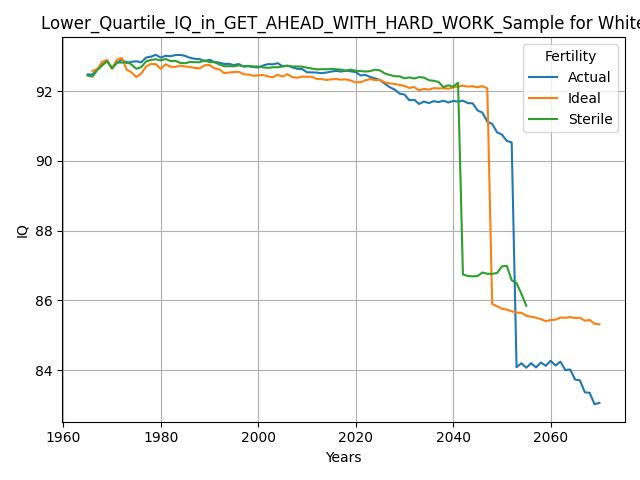 Lower_Quartile_IQ_in_GET_AHEAD_WITH_HARD_WORK_Sample for White
Fertility
Actual
Ideal
Sterile
92
90
88
86
84
IQ
1960
1980
2000
2020
2040
2060
Years